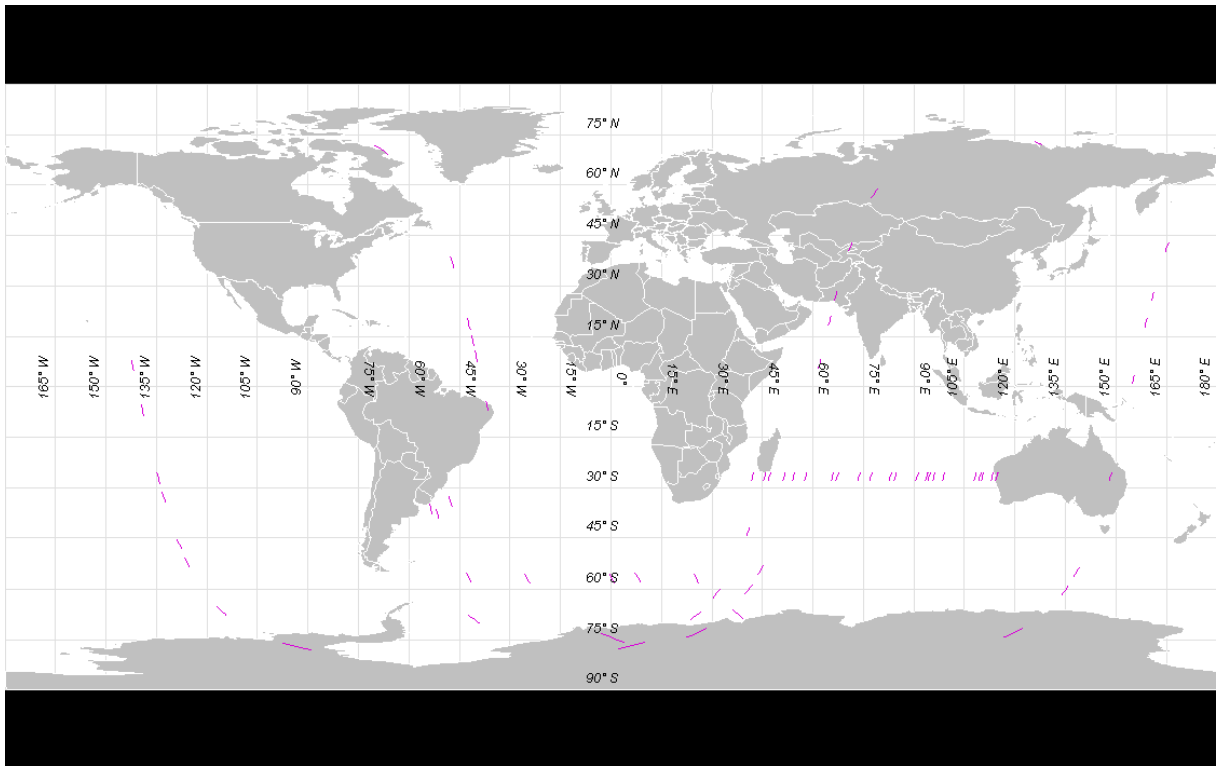 75° N
60° N
45° N
30° N
15° N
165° W
150° W
135° W
120° W
105° W
90° W
75° W
60° W
45° W
30° W
15° W
0°
15° E
30° E
45° E
60° E
75° E
90° E
105° E
120° E
135° E
150° E
165° E
180° E
15° S
30° S
45° S
60° S
75° S
90° S